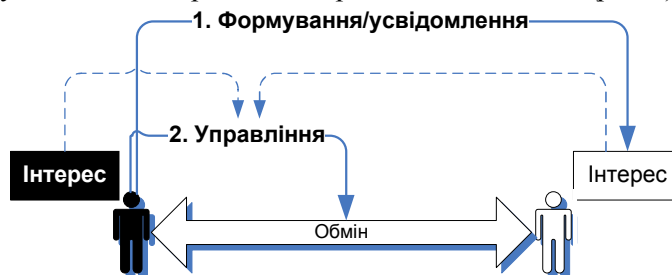 1. Формування/усвідомлення
2. Управління
Інтерес
Інтерес
Обмін